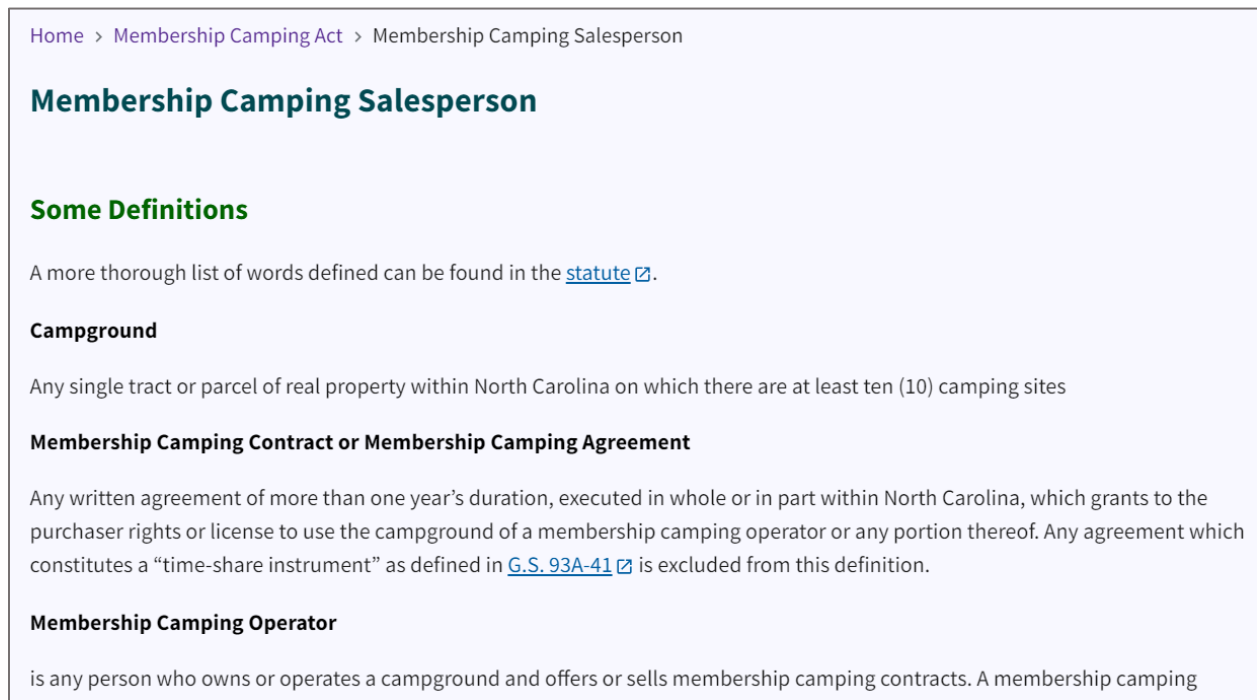 Home > Membership Camping Act > Membership Camping Salesperson
Membership Camping Salesperson
Some Definitions
A more thorough list of words defined can be found in the statute.
Campground
Any single tract or parcel of real property within North Carolina on which there are at least ten (10) camping sites
Membership Camping Contract or Membership Camping Agreement
Any written agreement of more than one year’s duration, executed in whole or in part within North Carolina, which grants to the
purchaser rights or license to use the campground of a membership camping operator or any portion thereof. Any agreement which
constitutes a “time-share instrument” as defined in G.S. 93A-41 is excluded from this definition.
Membership Camping Operator
is any person who owns or operates a campground and offers or sells membership camping contracts. A membership camping